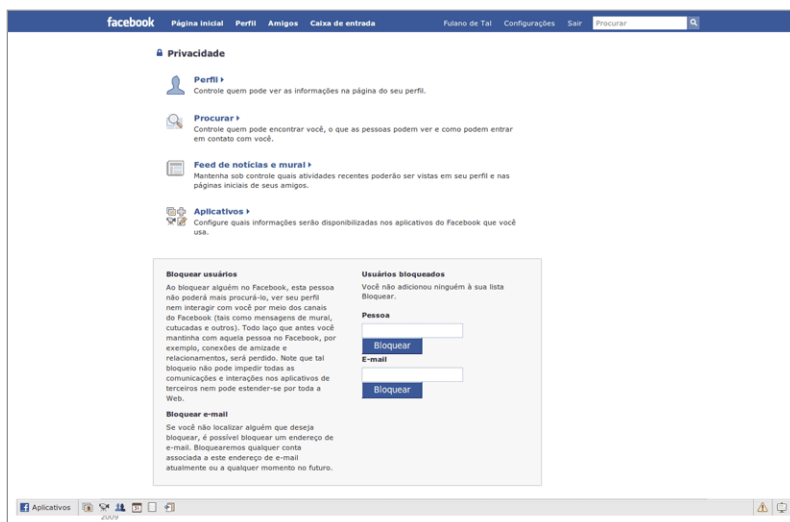 facebook Página inicial Perfil Amigos Caixa de entrada Fulano de Tal Configurações Sair Procurar
Privacidade
Perfil
Controle quem pode ver as informações na página do seu perfil.
Procurar
Controle quem pode encontrar você, o que as pessoas podem ver e como podem entrar
em contato com você.
Feed de notícias e mural
Mantenha sob controle quais atividades recentes poderão ser vistas em seu perfil e nas
páginas iniciais de seus amigos.
Aplicativos
Configure quais informações serão disponibilizadas nos aplicativos do Facebook que você
usa.
Bloquear usuários
Ao bloquear alguém no Facebook, esta pessoa
não poderá mais procurá-lo, ver seu perfil
nem interagir com você por meio dos canais
do Facebook (tais como mensagens de mural,
cutucadas e outros). Todo laço que antes você
mantinha com aquela pessoa no Facebook, por
exemplo, conexões de amizade e
relacionamentos, será perdido. Note que tal
bloqueio não pode impedir todas as
comunicações e interações nos aplicativos de
terceiros nem pode estender-se por toda a
Web.
Bloquear e-mail
Se você não localizar alguém que deseja
bloquear, é possível bloquear um endereço de
e-mail. Bloquearemos qualquer conta
associada a este endereço de e-mail
atualmente ou a qualquer momento no futuro.
Usuários bloqueados
Você não adicionou ninguém à sua lista
Bloquear.
Pessoa
Bloquear
E-mail
Bloquear
Aplicativos
2009